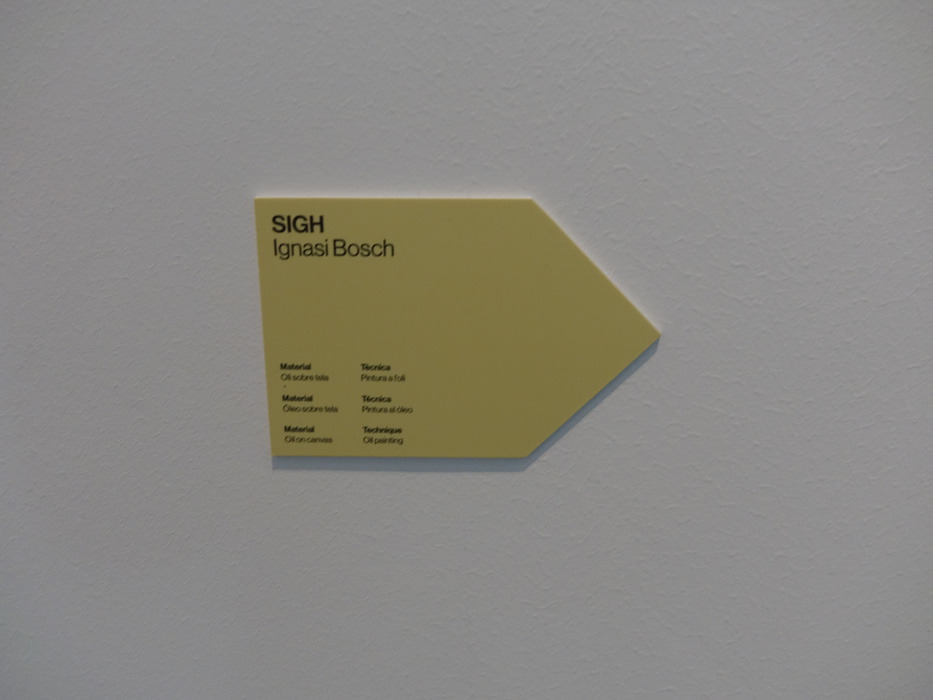 SIGH
Ignasi Bosch
Material Tècnica
Oli sobre tela Pintura a l'oli
Material Técnica
Óleo sobre tela Pintura al óleo
Material Technique
Oil on canvas Oil painting